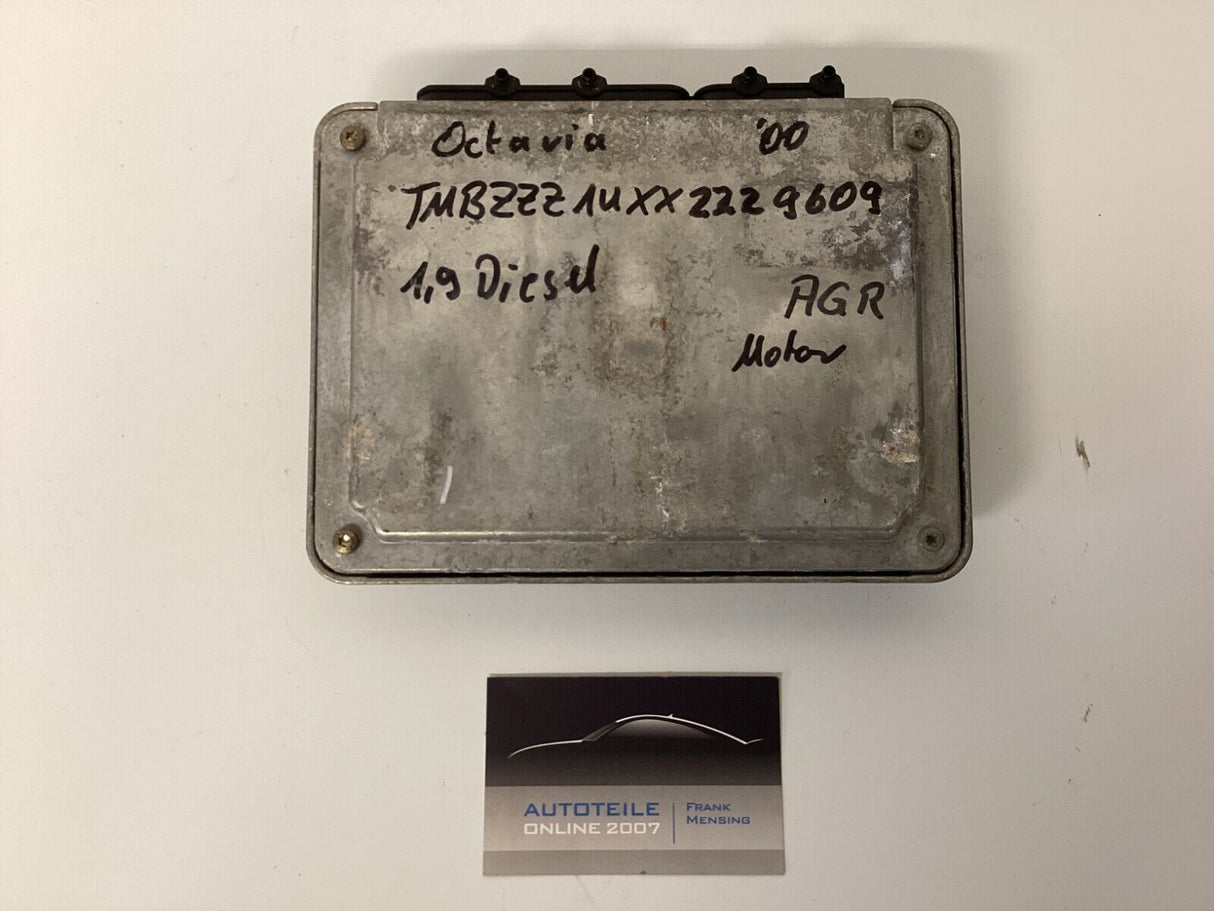 Octavia '00
TMBZZZ1UXX2229609
1,9 Diesel
AGR
Motor
AUTOTEILE
ONLINE 2007
FRANK
MENSING